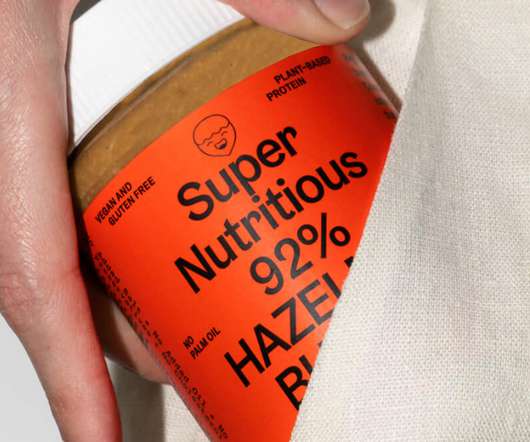 PLANT-BASED
PROTEIN
VEGAN AND
GLUTEN FREE
Super
Nutritious
92%
HAZEL
NO
PALM OIL